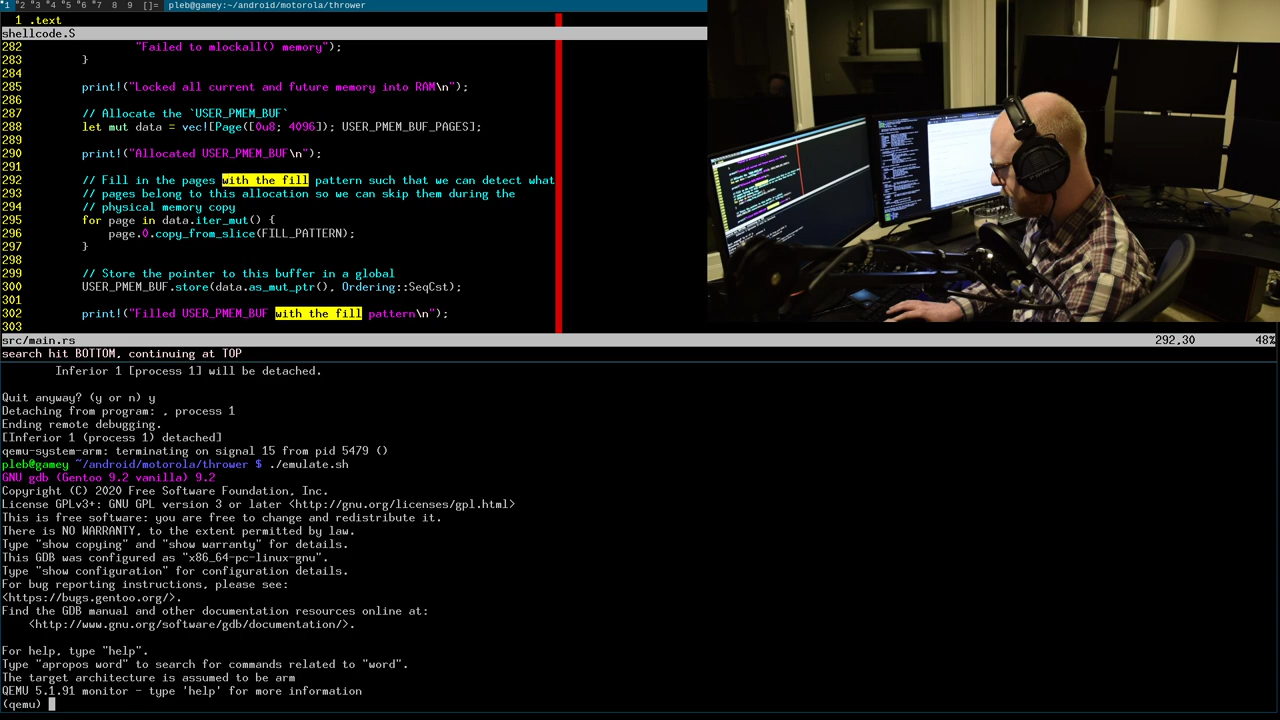 1 2 3 4 5 6 7 8 9 []= pleb@gamey:~/android/motorola/thrower
1 .text
shellcode.S
282 "Failed to mlockall() memory");
283 }
284
285 print!("Locked all current and future memory into RAM\n");
286
287 // Allocate the `USER_PMEM_BUF`
288 let mut data = vec![Page([0u8; 4096]); USER_PMEM_BUF_PAGES];
289
290 print!("Allocated USER_PMEM_BUF\n");
291
292 // Fill in the pages with the fill pattern such that we can detect what
293 // pages belong to this allocation so we can skip them during the
294 // physical memory copy
295 for page in data.iter_mut() {
296 page.0.copy_from_slice(FILL_PATTERN);
297 }
298
299 // Store the pointer to this buffer in a global
300 USER_PMEM_BUF.store(data.as_mut_ptr(), Ordering::SeqCst);
301
302 print!("Filled USER_PMEM_BUF with the fill pattern\n");
303
src/main.rs 292,30 48%
search hit BOTTOM, continuing at TOP
Inferior 1 [process 1] will be detached.
Quit anyway? (y or n) y
Detaching from program: , process 1
Ending remote debugging.
[Inferior 1 (process 1) detached]
qemu-system-arm: terminating on signal 15 from pid 5479 ()
pleb@gamey ~/android/motorola/thrower $ ./emulate.sh
GNU gdb (Gentoo 9.2 vanilla) 9.2
Copyright (C) 2020 Free Software Foundation, Inc.
License GPLv3+: GNU GPL version 3 or later <http://gnu.org/licenses/gpl.html>
This is free software: you are free to change and redistribute it.
There is NO WARRANTY, to the extent permitted by law.
Type "show copying" and "show warranty" for details.
This GDB was configured as "x86_64-pc-linux-gnu".
Type "show configuration" for configuration details.
For bug reporting instructions, please see:
<https://bugs.gentoo.org/>.
Find the GDB manual and other documentation resources online at:
<http://www.gnu.org/software/gdb/documentation/>.
For help, type "help".
Type "apropos word" to search for commands related to "word".
The target architecture is assumed to be arm
QEMU 5.1.91 monitor - type 'help' for more information
(qemu)